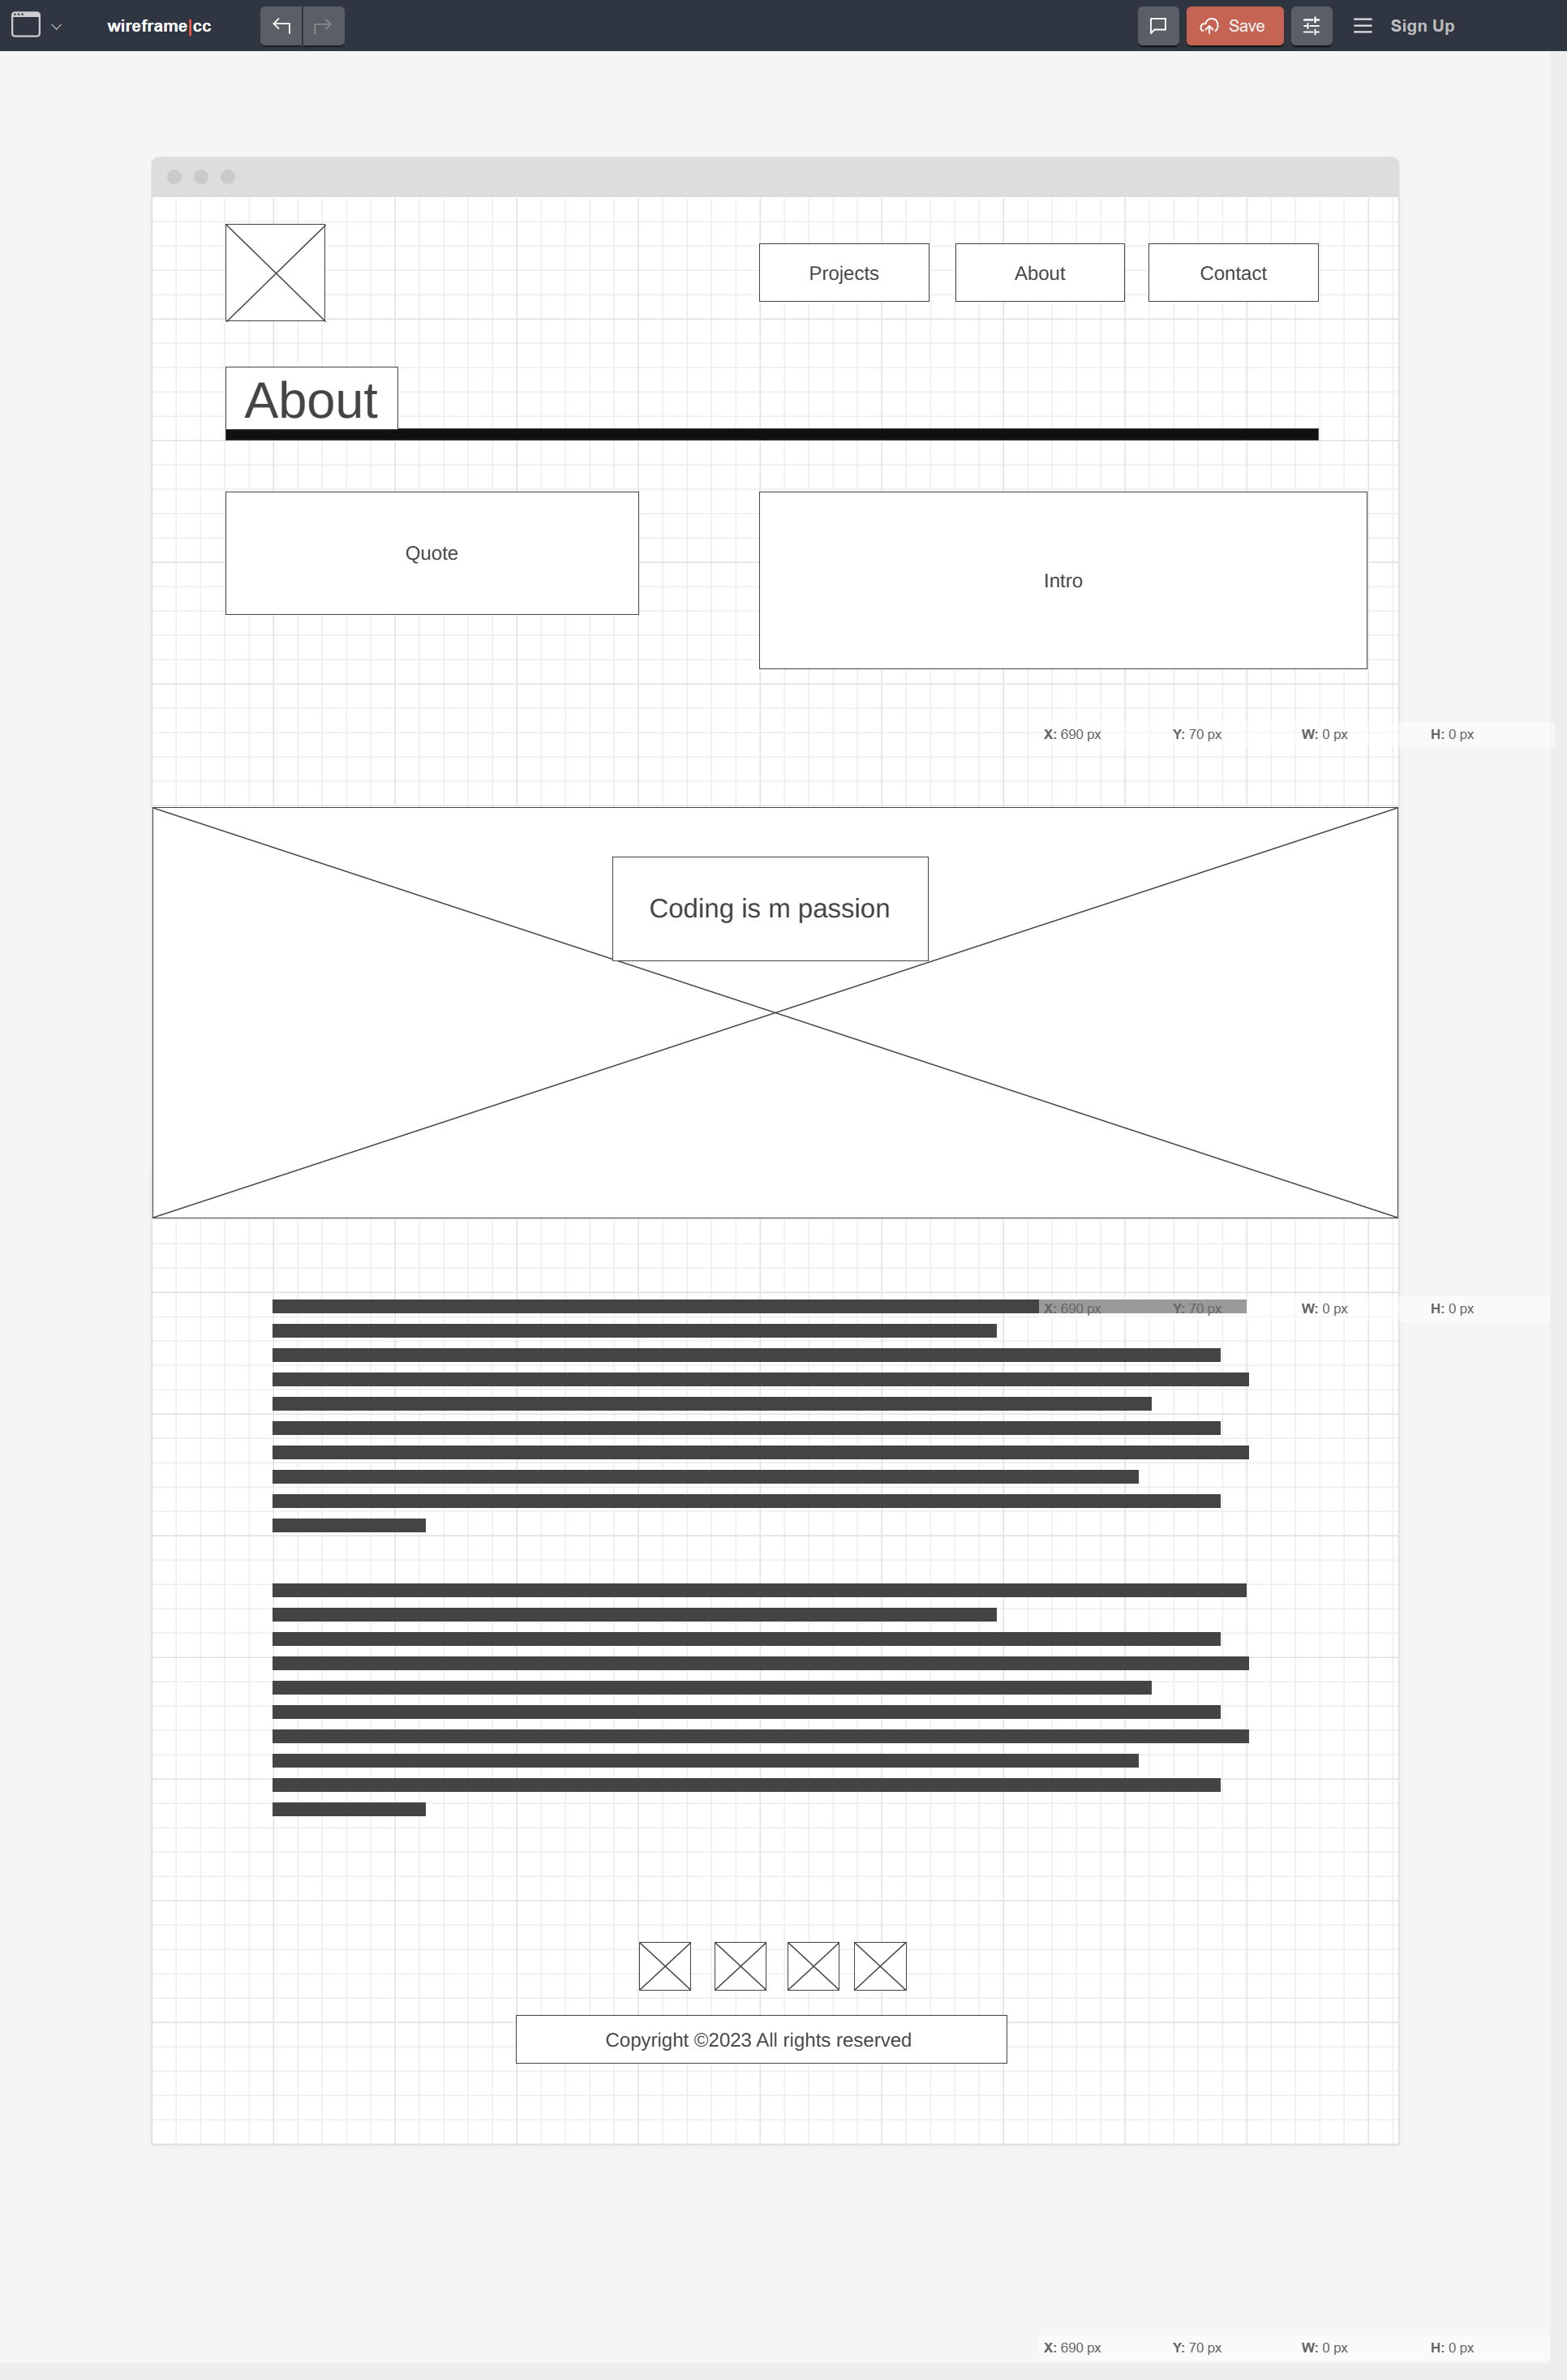 wireframe|cc
Save
Sign Up
Projects
About
Contact
About
Quote
Intro
X: 690 px Y: 70 px W: 0 px H: 0 px
Coding is m passion
X: 690 px Y: 70 px W: 0 px H: 0 px
Copyright ©2023 All rights reserved
X: 690 px Y: 70 px W: 0 px H: 0 px